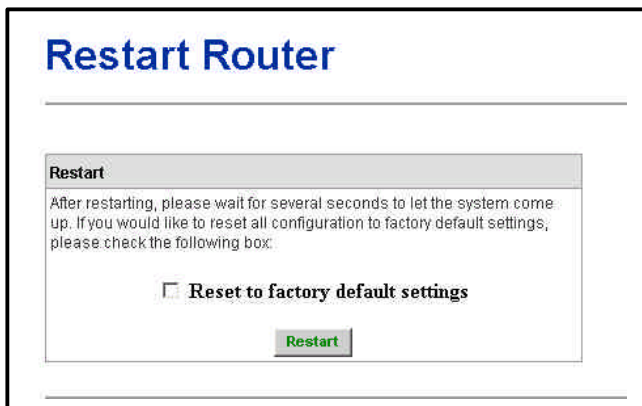 Restart Router
Restart
After restarting, please wait for several seconds to let the system come
up. If you would like to reset all configuration to factory default settings,
please check the following box:
Reset to factory default settings
Restart